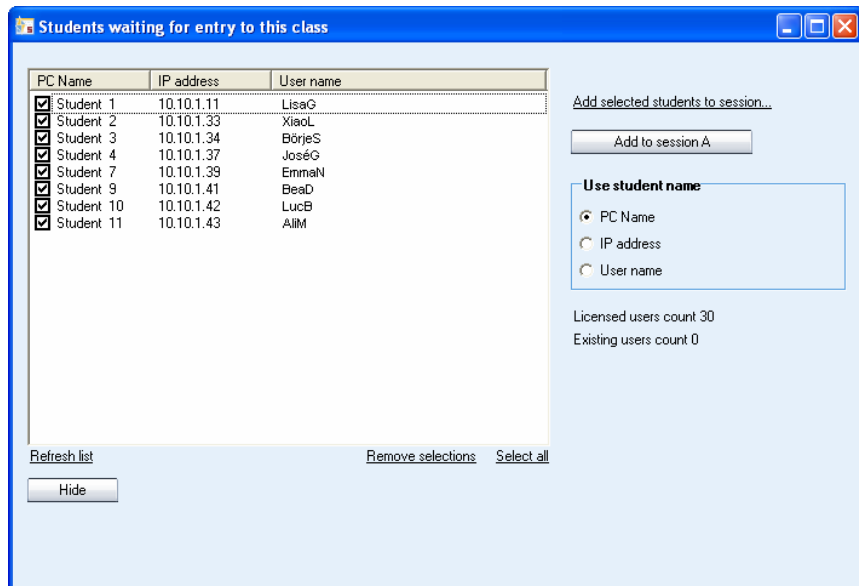 Students waiting for entry to this class
PC Name IP address User name
Student 1 10.10.1.11 LisaG
Student 2 10.10.1.33 XiaoL
Student 3 10.10.1.34 BörjeS
Student 4 10.10.1.37 JoséG
Student 7 10.10.1.39 EmmaN
Student 9 10.10.1.41 BeaD
Student 10 10.10.1.42 LucB
Student 11 10.10.1.43 AliM
Refresh list Remove selections Select all
Hide
Add selected students to session...
Add to session A
Use student name
PC Name
IP address
User name
Licensed users count 30
Existing users count 0